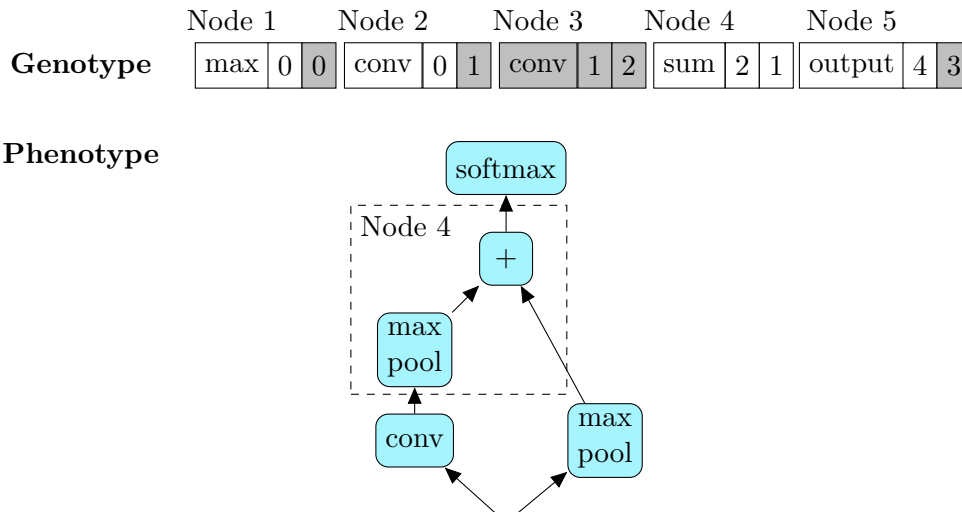 Node 1 Node 2 Node 3 Node 4 Node 5
Genotype max 0 0 conv 0 1 conv 1 2 sum 2 1 output 4 3
Phenotype
softmax
Node 4
+
max
pool
conv
max
pool